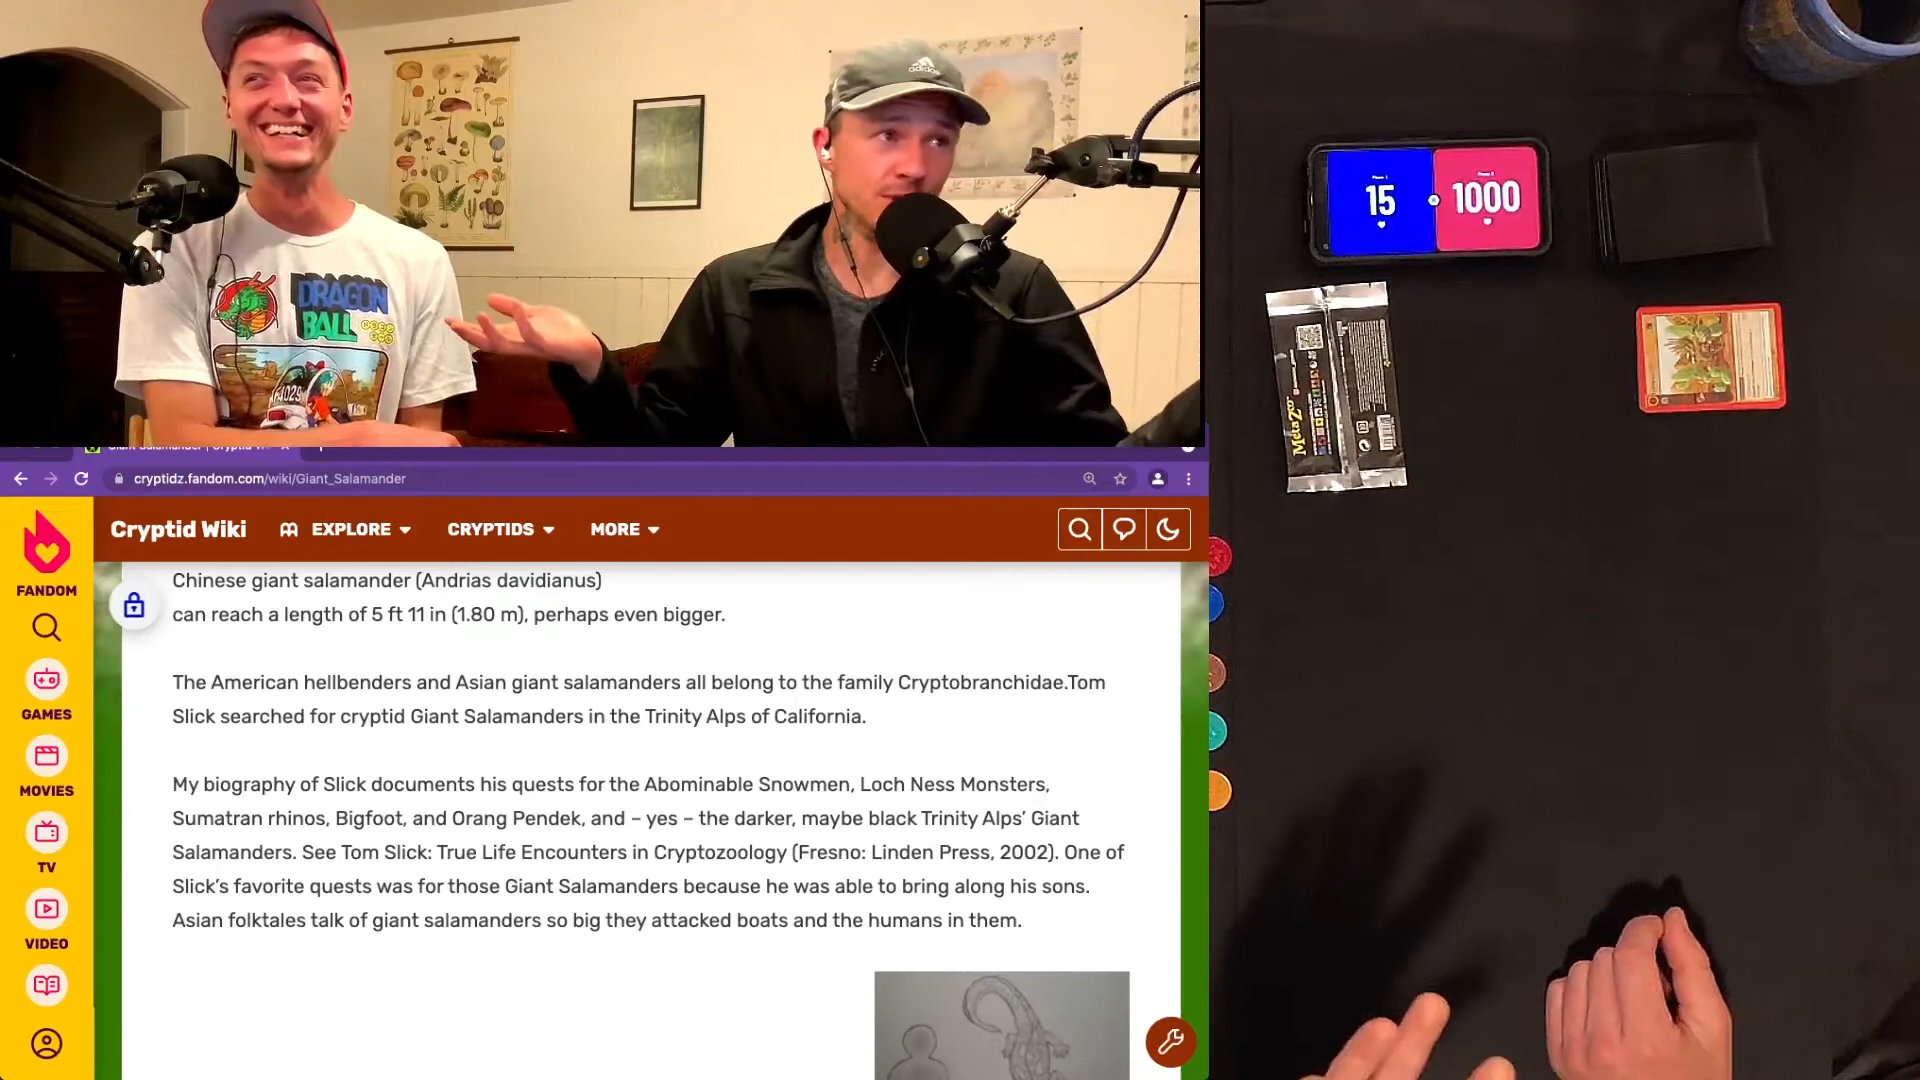 adidas
DRAGON
BALL
4029
15
1000
MetaZoo
cryptidz.fandom.com/wiki/Giant_Salamander
Cryptid Wiki
EXPLORE
CRYPTIDS
MORE
FANDOM
GAMES
MOVIES
TV
VIDEO
Chinese giant salamander (Andrias davidianus)
can reach a length of 5 ft 11 in (1.80 m), perhaps even bigger.
The American hellbenders and Asian giant salamanders all belong to the family Cryptobranchidae.Tom
Slick searched for cryptid Giant Salamanders in the Trinity Alps of California.
My biography of Slick documents his quests for the Abominable Snowmen, Loch Ness Monsters,
Sumatran rhinos, Bigfoot, and Orang Pendek, and – yes – the darker, maybe black Trinity Alps’ Giant
Salamanders. See Tom Slick: True Life Encounters in Cryptozoology (Fresno: Linden Press, 2002). One of
Slick’s favorite quests was for those Giant Salamanders because he was able to bring along his sons.
Asian folktales talk of giant salamanders so big they attacked boats and the humans in them.